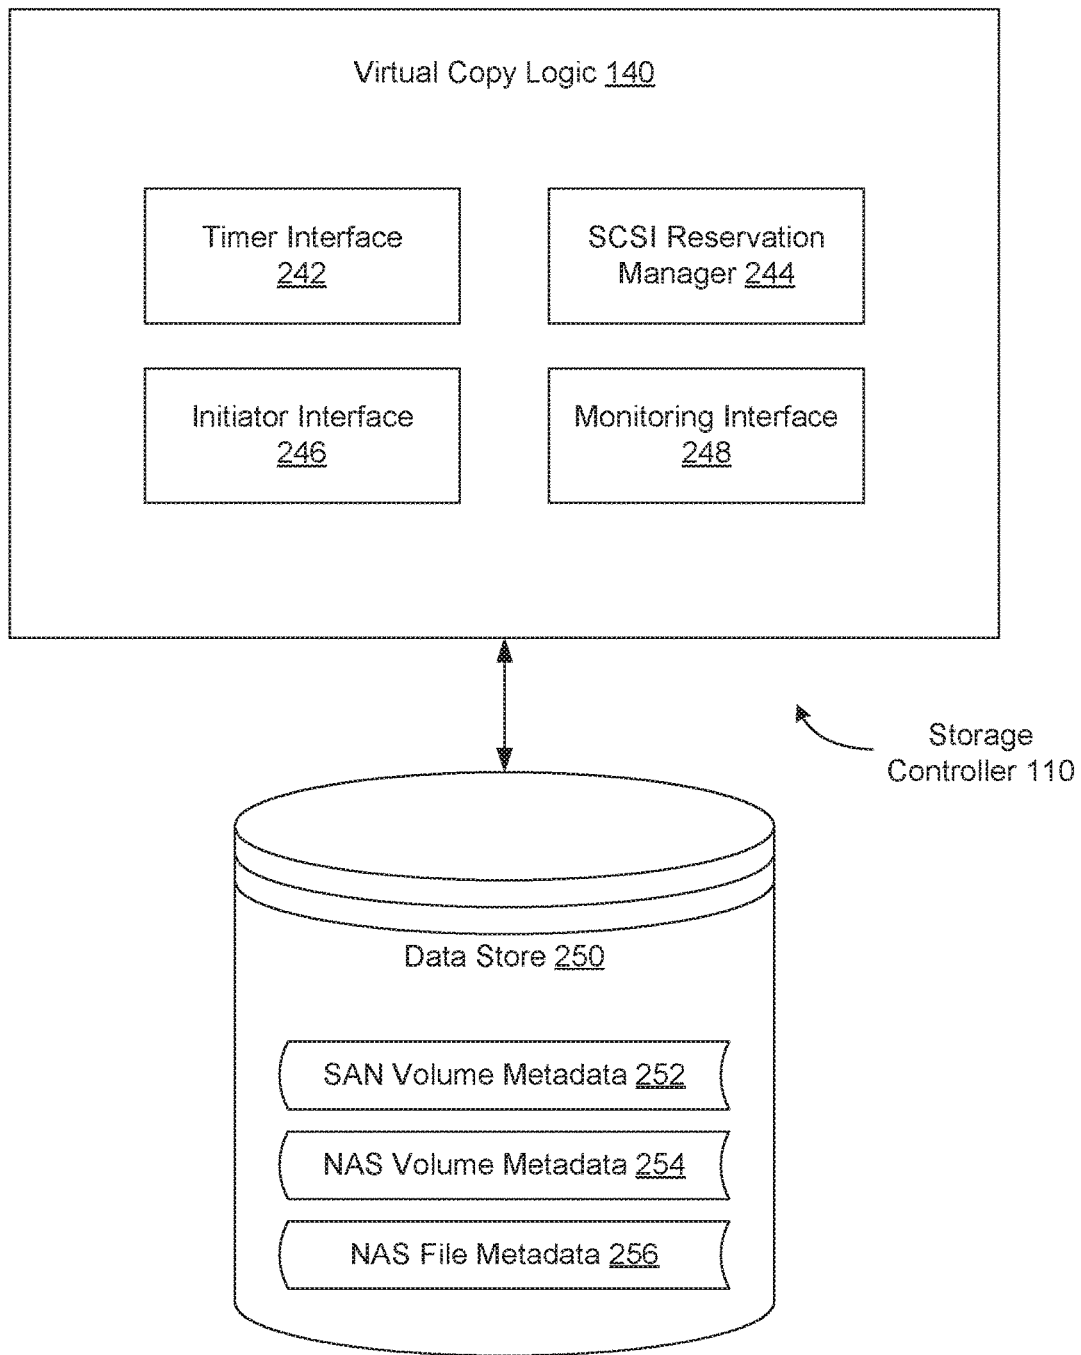 Virtual Copy Logic 140
Timer Interface
242
SCSI Reservation
Manager 244
Initiator Interface
246
Monitoring Interface
248
Storage
Controller 110
Data Store 250
SAN Volume Metadata 252
NAS Volume Metadata 254
NAS File Metadata 256